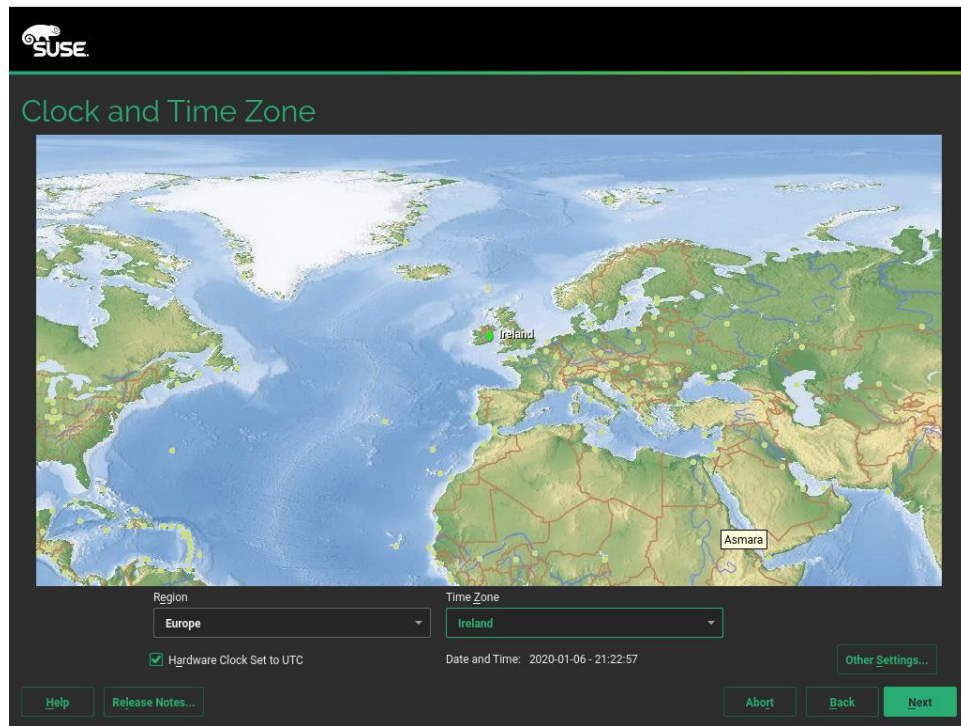 SUSE.
Clock and Time Zone
Ireland
Asmara
Region
Time Zone
Europe
Ireland
Hardware Clock Set to UTC
Date and Time: 2020-01-06 - 21:22:57
Other Settings...
Help
Release Notes...
Abort
Back
Next